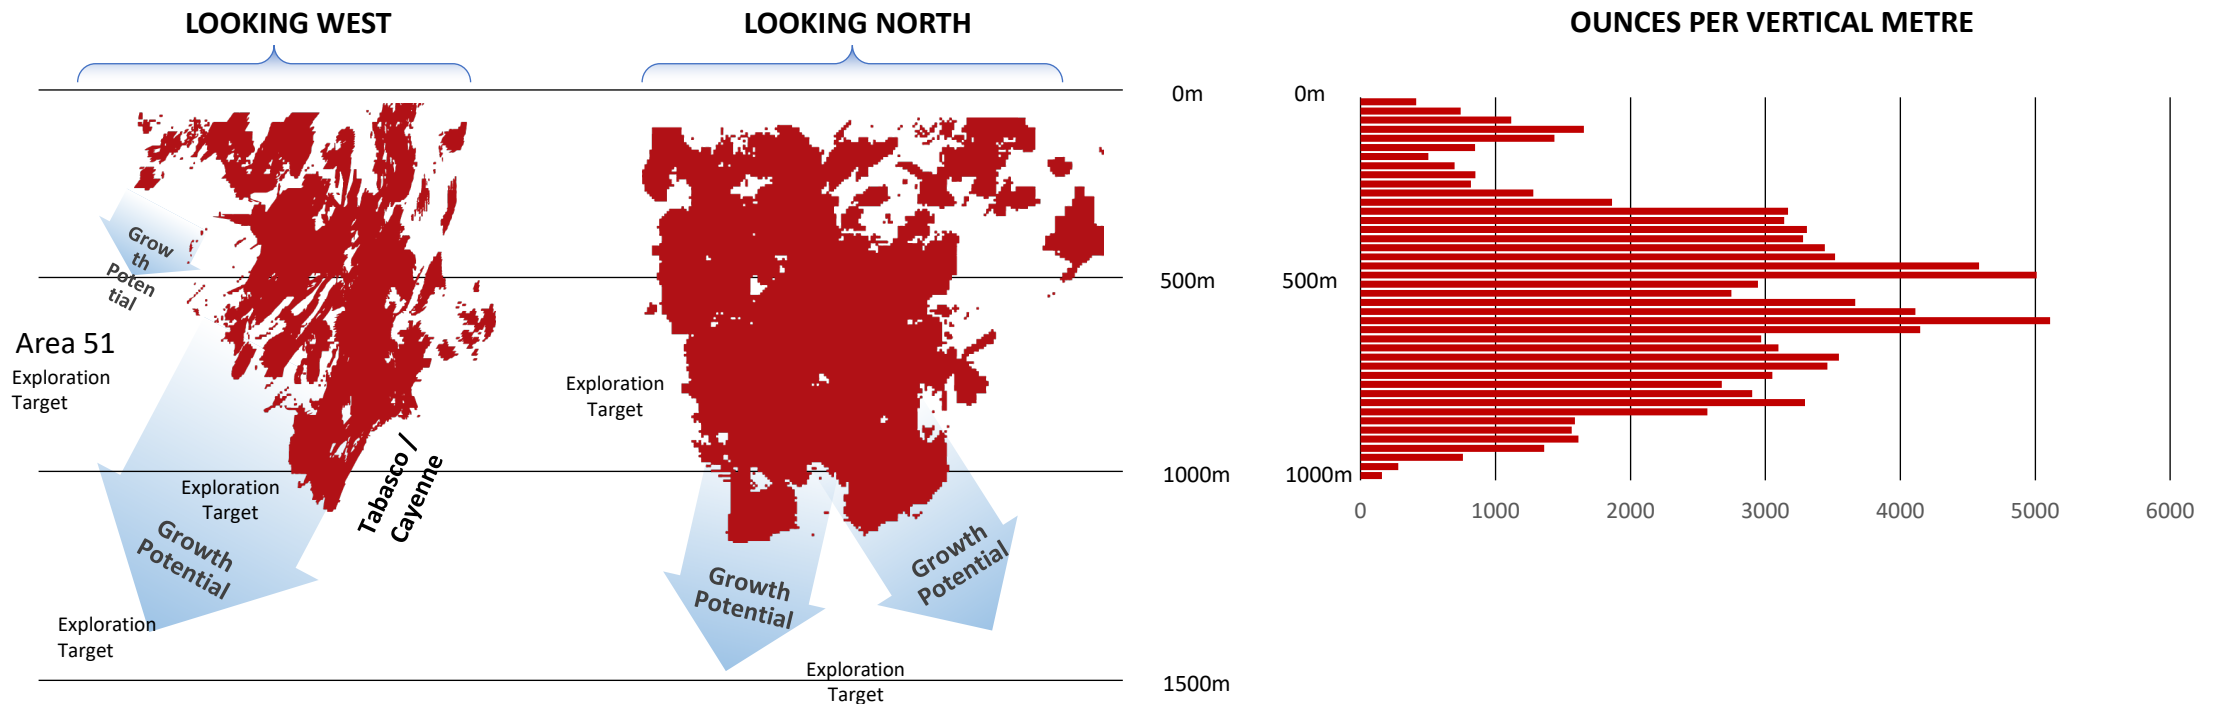 LOOKING WEST
LOOKING NORTH
OUNCES PER VERTICAL METRE
0m
500m
1000m
1500m
Grow
th
Poten
tial
Area 51
Exploration
Target
Exploration
Target
Growth
Potential
Exploration
Target
Tabasco /
Cayenne
Exploration
Target
Growth
Potential
Growth
Potential
Exploration
Target
0m
500m
1000m
0 1000 2000 3000 4000 5000 6000